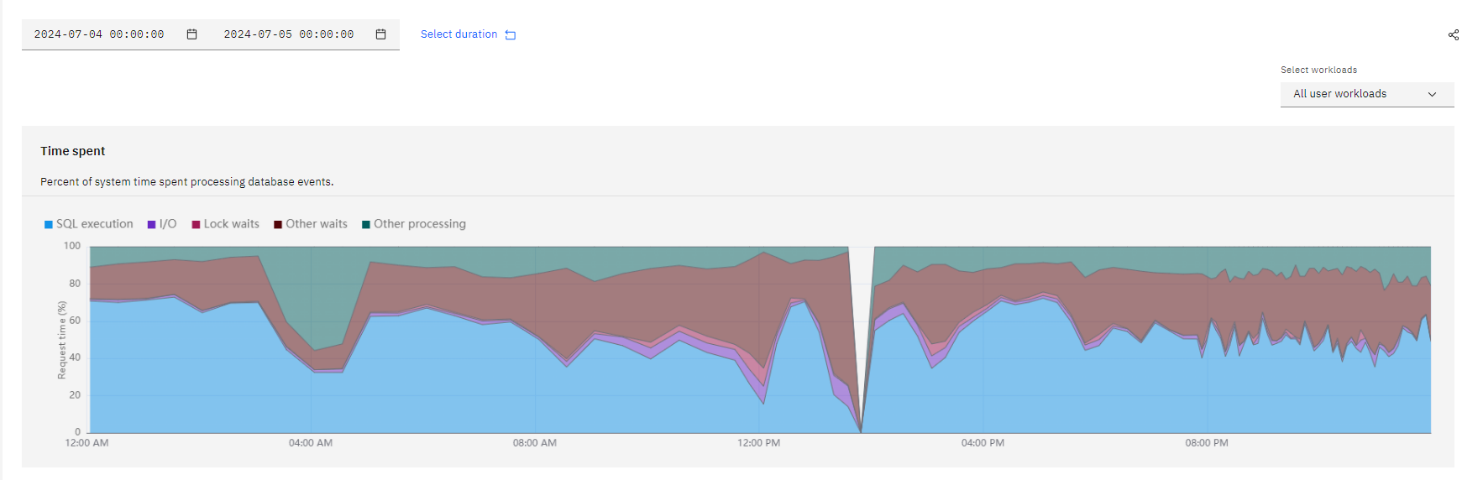 2024-07-04 00:00:00 2024-07-05 00:00:00 Select duration
Select workloads
All user workloads
Time spent
Percent of system time spent processing database events.
SQL execution I/O Lock waits Other waits Other processing
Request time (%)
100
80
60
40
20
0
12:00 AM 04:00 AM 08:00 AM 12:00 PM 04:00 PM 08:00 PM